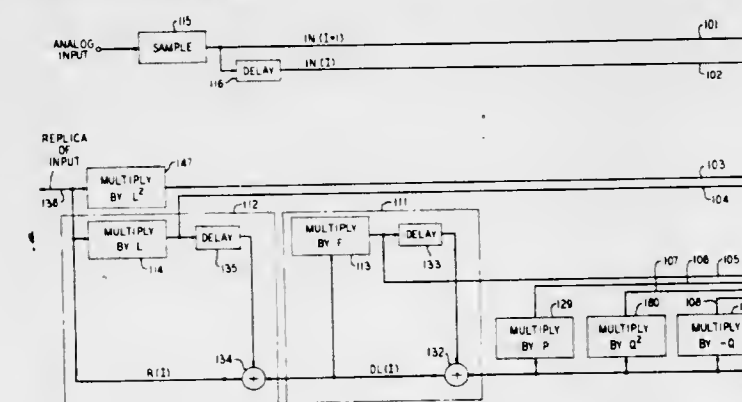 115
ANALOG
INPUT
SAMPLE
IN (I+1)
101
DELAY
116
IN (I)
102
REPLICA
OF
INPUT
138
MULTIPLY
BY L²
147
103
104
112
111
MULTIPLY
BY L
114
DELAY
135
MULTIPLY
BY F
113
DELAY
133
107
106
105
129
MULTIPLY
BY P
180
MULTIPLY
BY Q²
108
MULTIPLY
BY -Q
134
R(I)
132
DL(I)